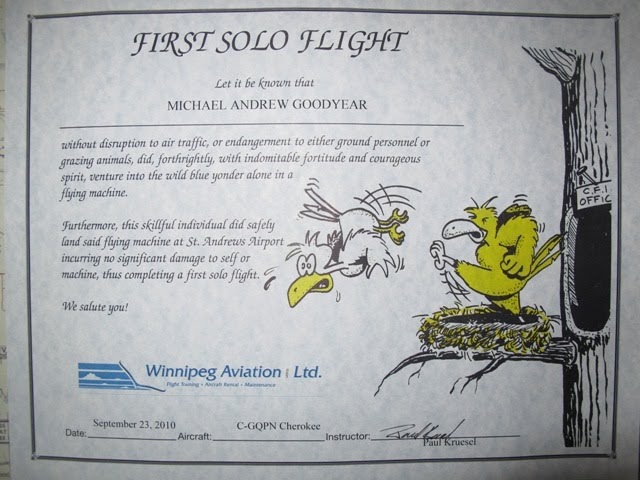 FIRST SOLO FLIGHT
Let it be known that
MICHAEL ANDREW GOODYEAR
without disruption to air traffic, or endangerment to either ground personnel or
grazing animals, did, forthrightly, with indomitable fortitude and courageous
spirit, venture into the wild blue yonder alone in a
flying machine.
Furthermore, this skillful individual did safely
land said flying machine at St. Andrews Airport
incurring no significant damage to self or
machine, thus completing a first solo flight.
We salute you!
C.F.I
OFFIC
Winnipeg Aviation Ltd.
Flight Training • Aircraft Rental • Maintenance
Date: September 23, 2010 Aircraft: C-GQPN Cherokee Instructor: Paul Kruesel